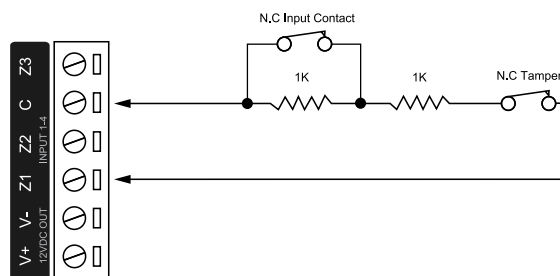 N.C Input Contact
1K
1K
N.C Tamper
Z3
C
Z2
Z1
V-
V+
INPUT 1-4
12VDC OUT